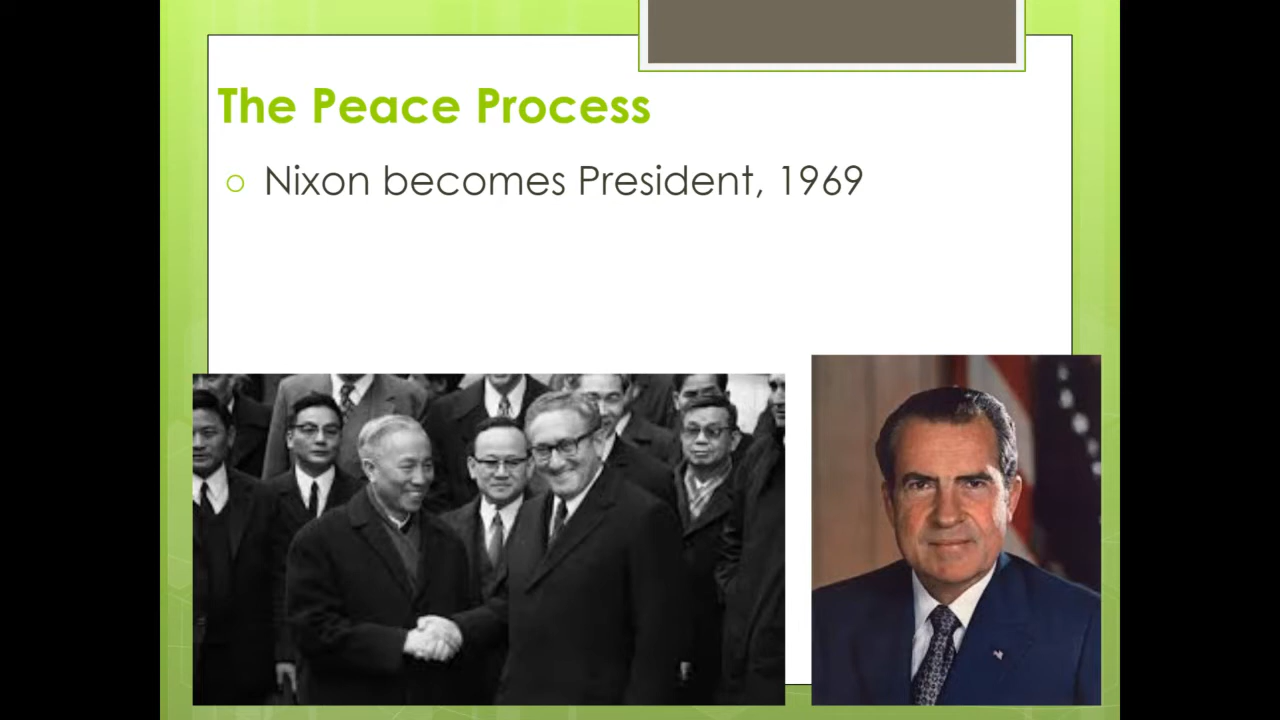 The Peace Process
Nixon becomes President, 1969